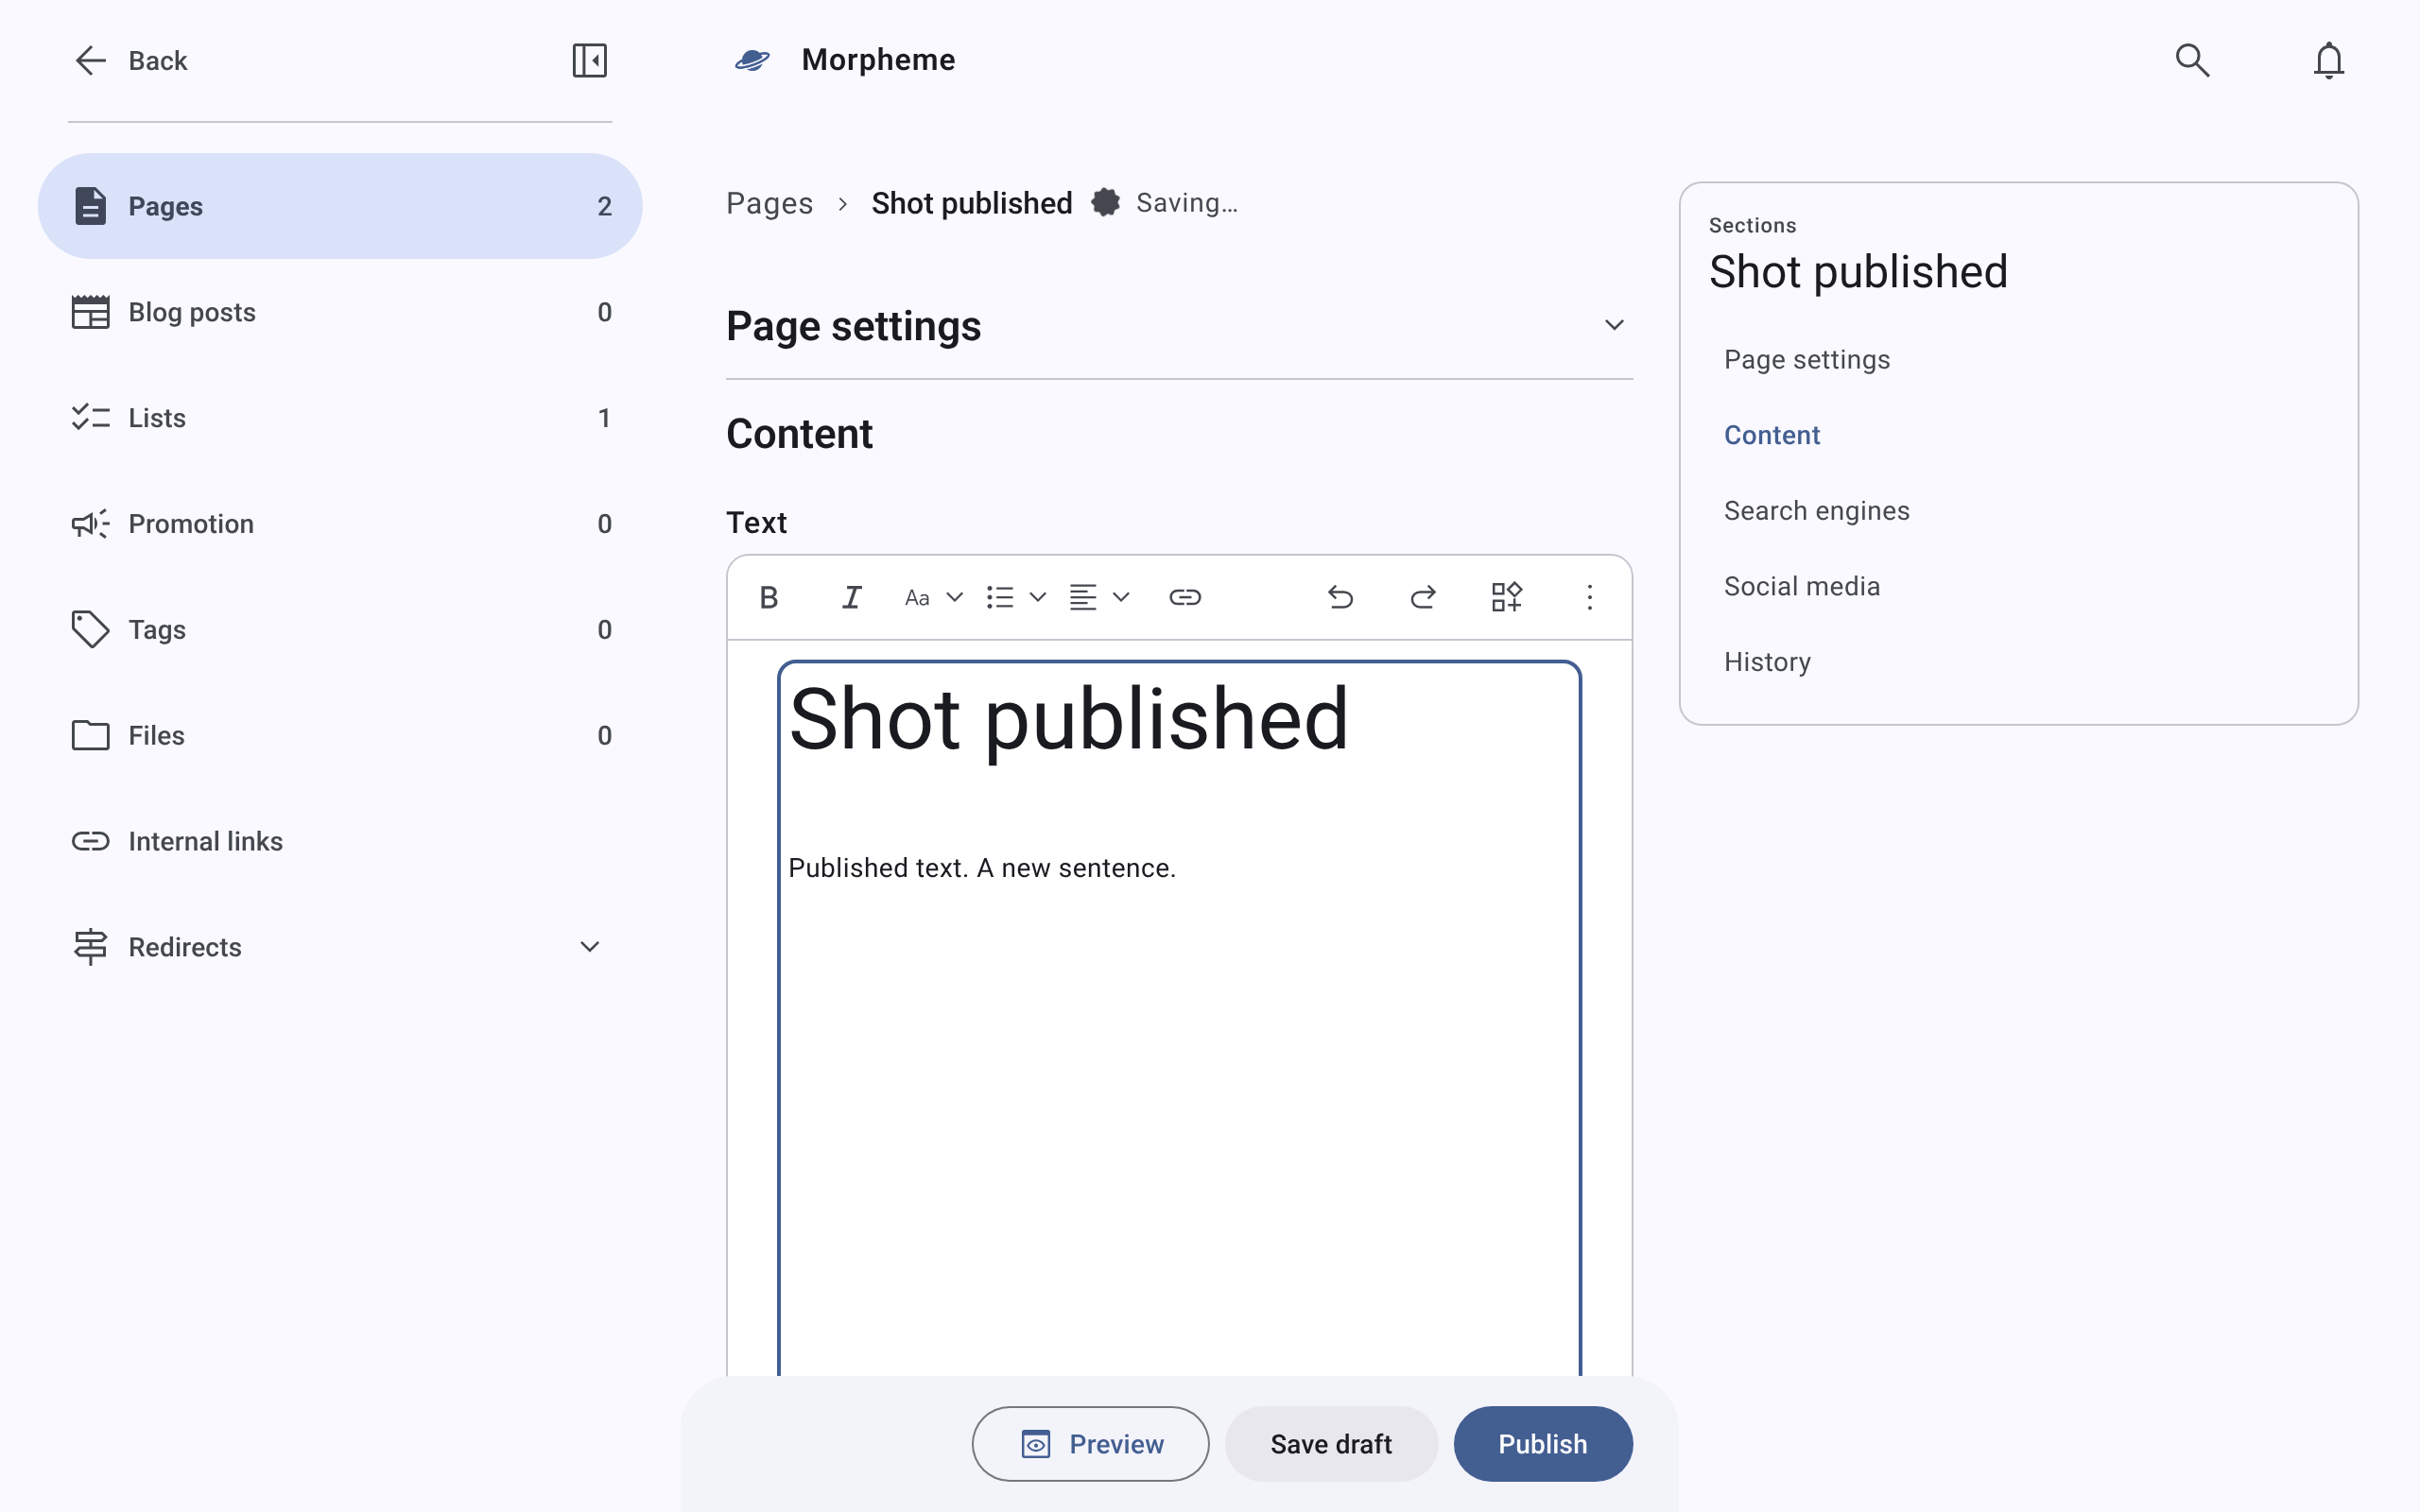 Back
Morpheme
Pages 2
Blog posts 0
Lists 1
Promotion 0
Tags 0
Files 0
Internal links
Redirects
Pages › Shot published Saving…
Page settings
Content
Text
B I Aa
Shot published
Published text. A new sentence.
Preview Save draft Publish
Sections
Shot published
Page settings
Content
Search engines
Social media
History